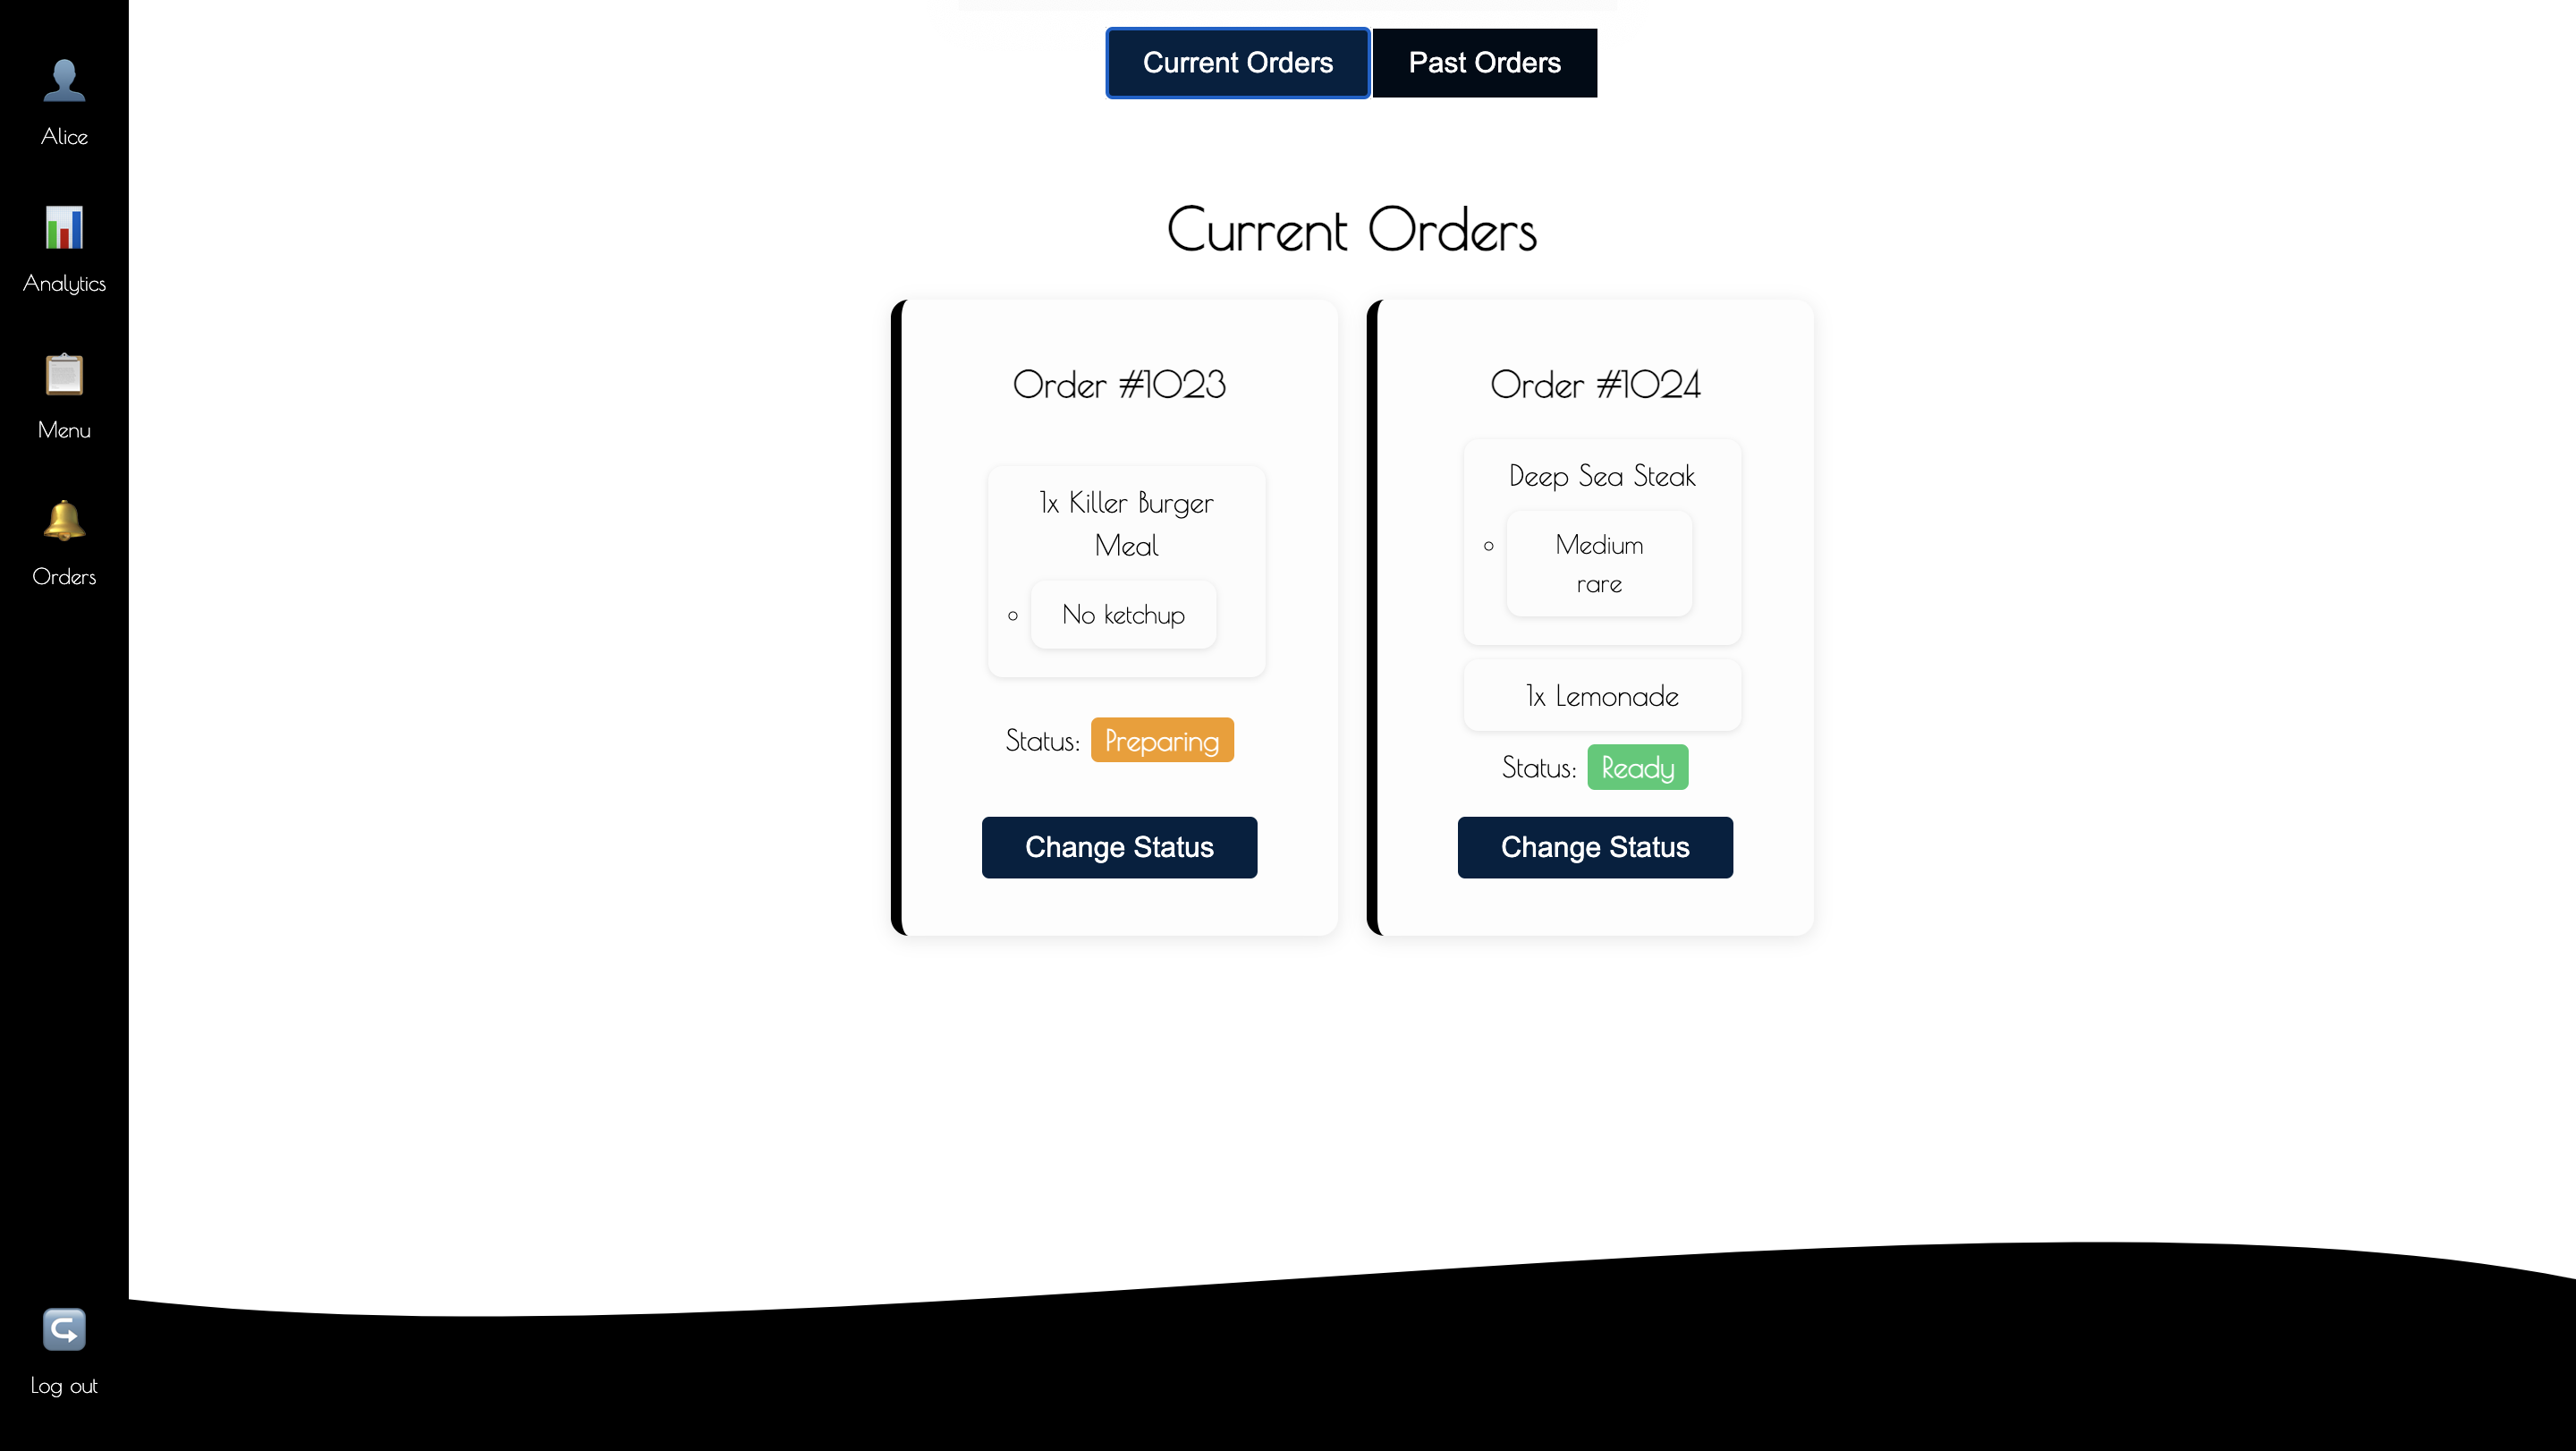 Current Orders
Past Orders
Alice
Analytics
Menu
Orders
Log out
Current Orders
Order #1023
1x Killer Burger
Meal
No ketchup
Status: Preparing
Change Status
Order #1024
Deep Sea Steak
Medium
rare
1x Lemonade
Status: Ready
Change Status